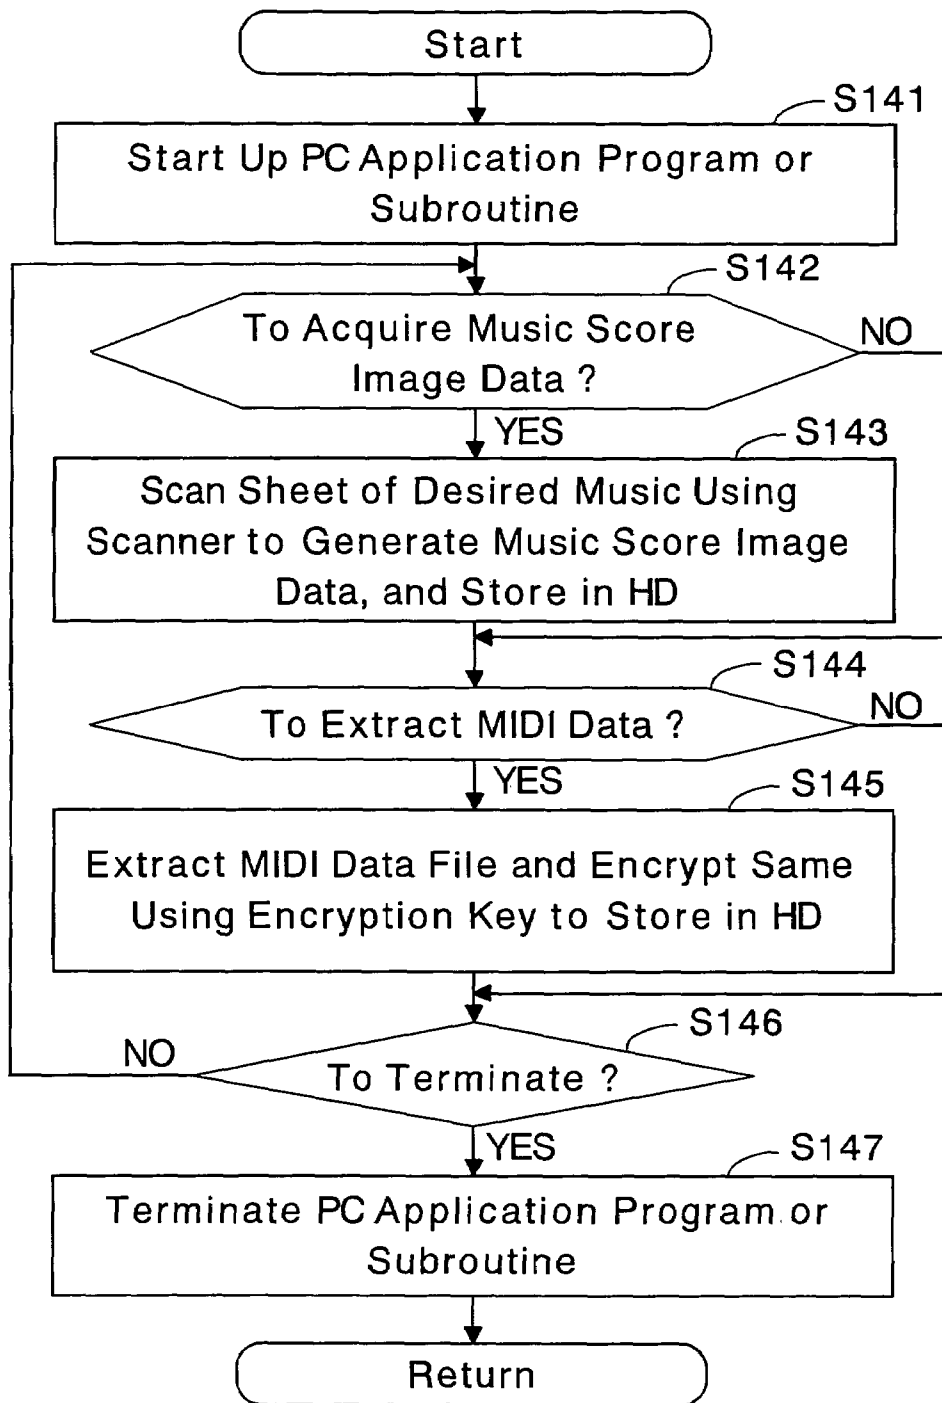 Start
S141
Start Up PC Application Program or
Subroutine
S142
To Acquire Music Score
Image Data ?
NO
YES
S143
Scan Sheet of Desired Music Using
Scanner to Generate Music Score Image
Data, and Store in HD
S144
To Extract MIDI Data ?
NO
YES
S145
Extract MIDI Data File and Encrypt Same
Using Encryption Key to Store in HD
S146
NO
To Terminate ?
YES
S147
Terminate PC Application Program or
Subroutine
Return